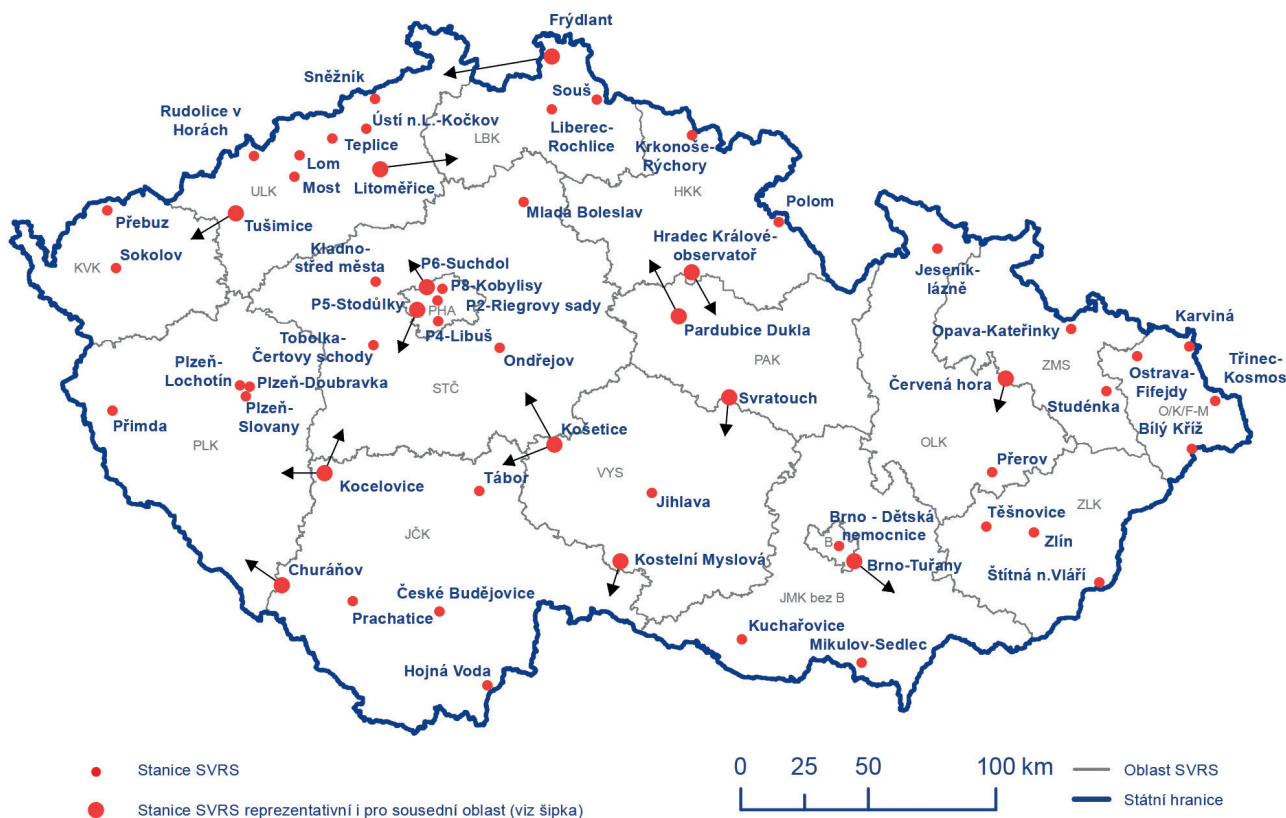 Frýdlant
Sněžník
Souš
Rudolice v
Horách
Ústí n.L.-Kočkov
Teplice
LBK
Liberec-
Rochlice
Krkonoše-
Rýchory
Lom
Most
ULK
Litoměřice
HKK
Přebuz
Tušimice
Mladá Boleslav
Polom
Sokolov
KVK
Kladno-
střed města
P6-Suchdol
Hradec Králové-
observatoř
Jeseník-
lázně
P8-Kobylisy
P5-Stodůlky
PHA
P2-Riegrovy sady
P4-Libuš
Pardubice Dukla
Opava-Kateřinky
Karviná
Tobolka-
Čertovy schody
Ondřejov
PAK
ZMS
Ostrava-
Fifejdy
Třinec-
Kosmos
Plzeň-
Lochotín
Plzeň-Doubravka
Plzeň-
Slovany
STČ
Svratouch
Červená hora
Studénka
O/K/F-M
Bílý Kříž
Přimda
PLK
Košetice
OLK
Kocelovice
Tábor
VYS
Jihlava
Přerov
ZLK
JČK
Brno - Dětská
nemocnice
B
Těšnovice
Zlín
Churáňov
Kostelní Myslová
Brno-Tuřany
Štítná n.Vláří
České Budějovice
Prachatice
JMK bez B
Kuchařovice
Mikulov-Sedlec
Hojná Voda
Stanice SVRS
Stanice SVRS reprezentativní i pro sousední oblast (viz šipka)
0 25 50 100 km
Oblast SVRS
Státní hranice